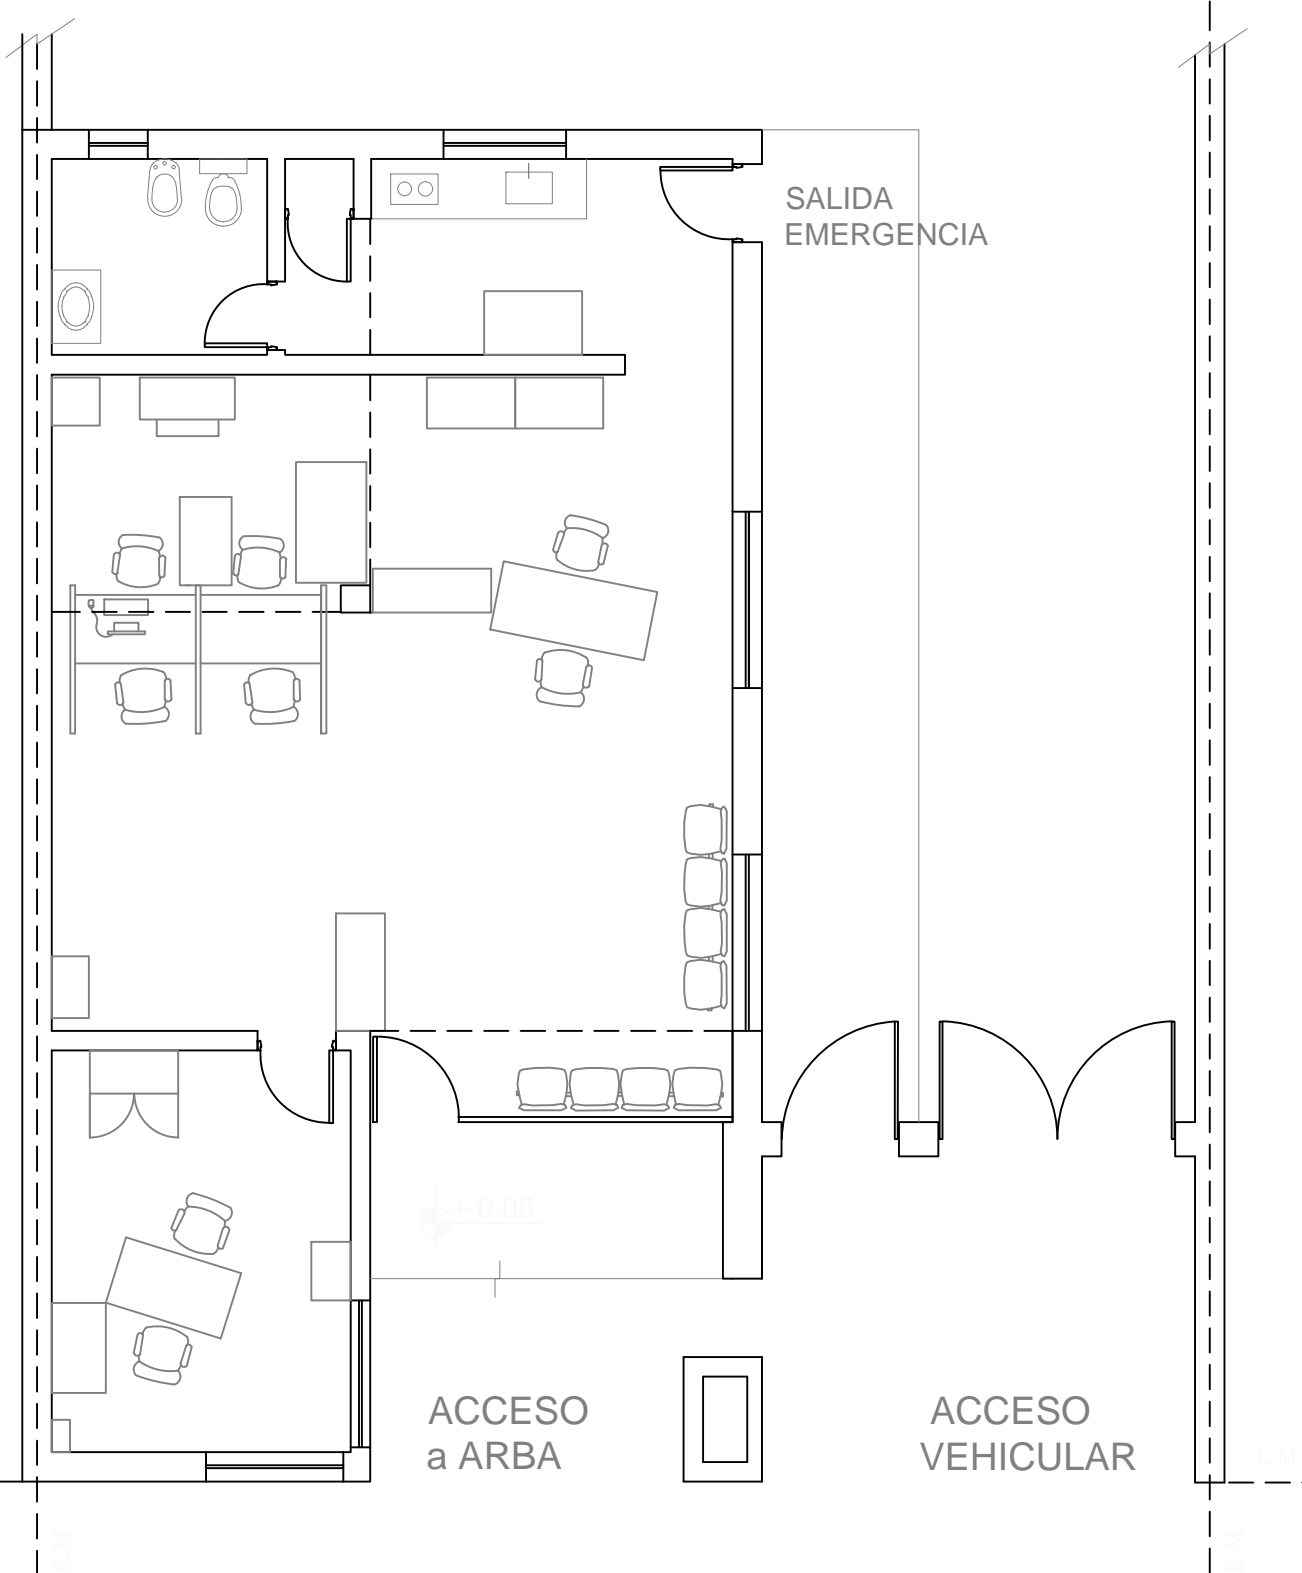 SALIDA
EMERGENCIA
+ 0.05
ACCESO
a ARBA
ACCESO
VEHICULAR
L.M
E.M
E.M